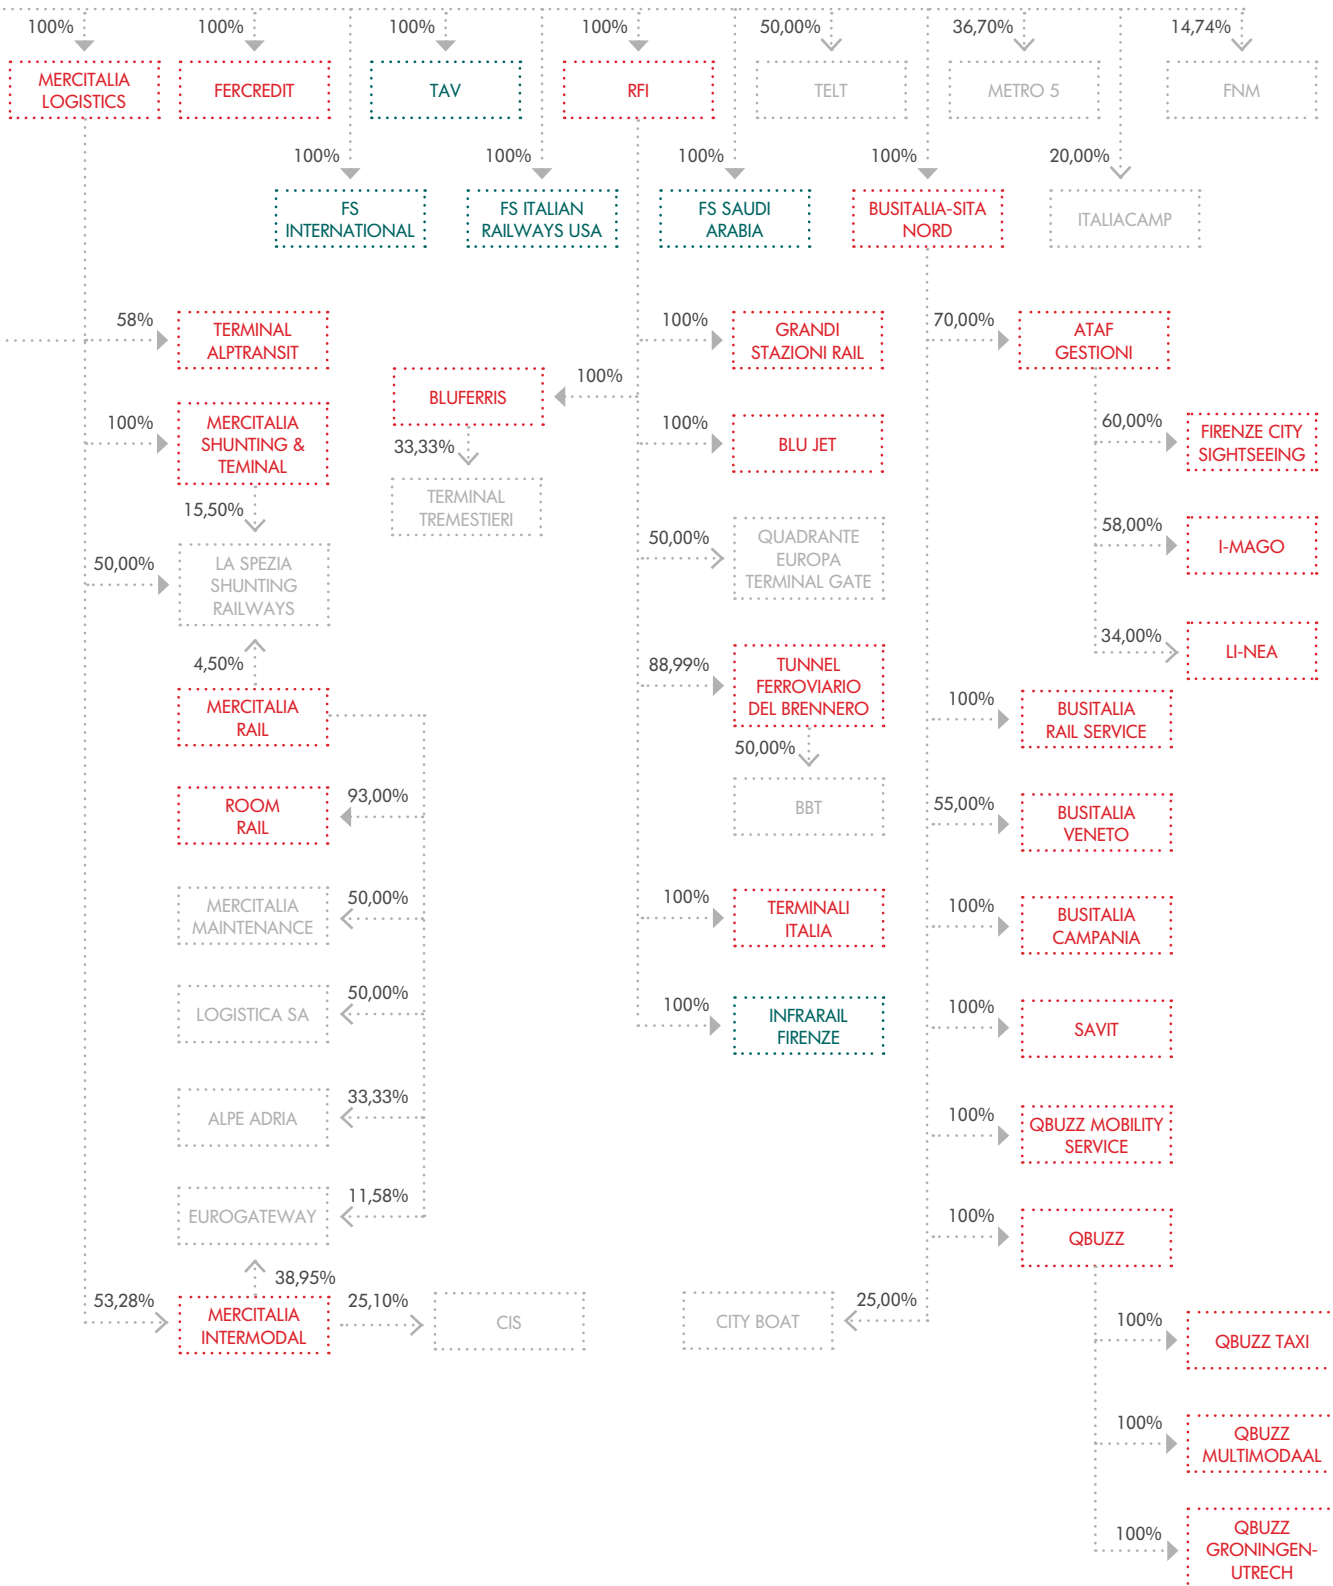 100%
100%
100%
100%
50,00%
36,70%
14,74%
MERCITALIA
LOGISTICS
FERCREDIT
TAV
RFI
TELT
METRO 5
FNM
100%
100%
100%
100%
20,00%
FS
INTERNATIONAL
FS ITALIAN
RAILWAYS USA
FS SAUDI
ARABIA
BUSITALIA-SITA
NORD
ITALIACAMP
58%
TERMINAL
ALPTRANSIT
100%
MERCITALIA
SHUNTING &
TEMINAL
15,50%
50,00%
LA SPEZIA
SHUNTING
RAILWAYS
4,50%
MERCITALIA
RAIL
93,00%
ROOM
RAIL
50,00%
MERCITALIA
MAINTENANCE
50,00%
LOGISTICA SA
33,33%
ALPE ADRIA
11,58%
EUROGATEWAY
38,95%
53,28%
MERCITALIA
INTERMODAL
25,10%
CIS
100%
BLUFERRIS
33,33%
TERMINAL
TREMESTIERI
100%
GRANDI
STAZIONI RAIL
100%
BLU JET
50,00%
QUADRANTE
EUROPA
TERMINAL GATE
88,99%
TUNNEL
FERROVIARIO
DEL BRENNERO
50,00%
BBT
100%
TERMINALI
ITALIA
100%
INFRARAIL
FIRENZE
70,00%
ATAF
GESTIONI
60,00%
FIRENZE CITY
SIGHTSEEING
58,00%
I-MAGO
34,00%
LI-NEA
100%
BUSITALIA
RAIL SERVICE
55,00%
BUSITALIA
VENETO
100%
BUSITALIA
CAMPANIA
100%
SAVIT
100%
QBUZZ MOBILITY
SERVICE
100%
QBUZZ
25,00%
CITY BOAT
100%
QBUZZ TAXI
100%
QBUZZ
MULTIMODAAL
100%
QBUZZ
GRONINGEN-
UTRECH